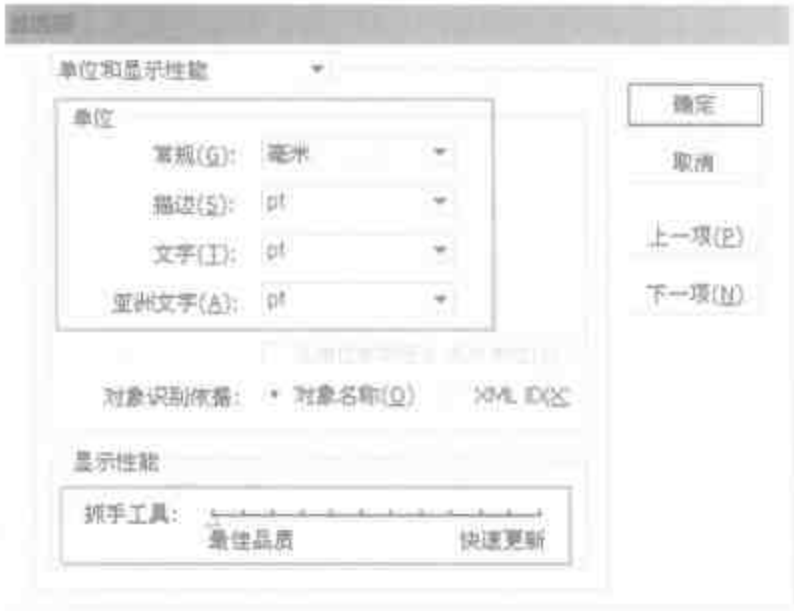 单位和显示性能
单位
常规(G): 毫米
描边(S): pt
文字(T): pt
亚洲文字(A): pt
对象识别依据: 对象名称(O) XML ID(X
显示性能
抓手工具:
最佳品质 快速更新
确定
取消
上一项(P)
下一项(N)